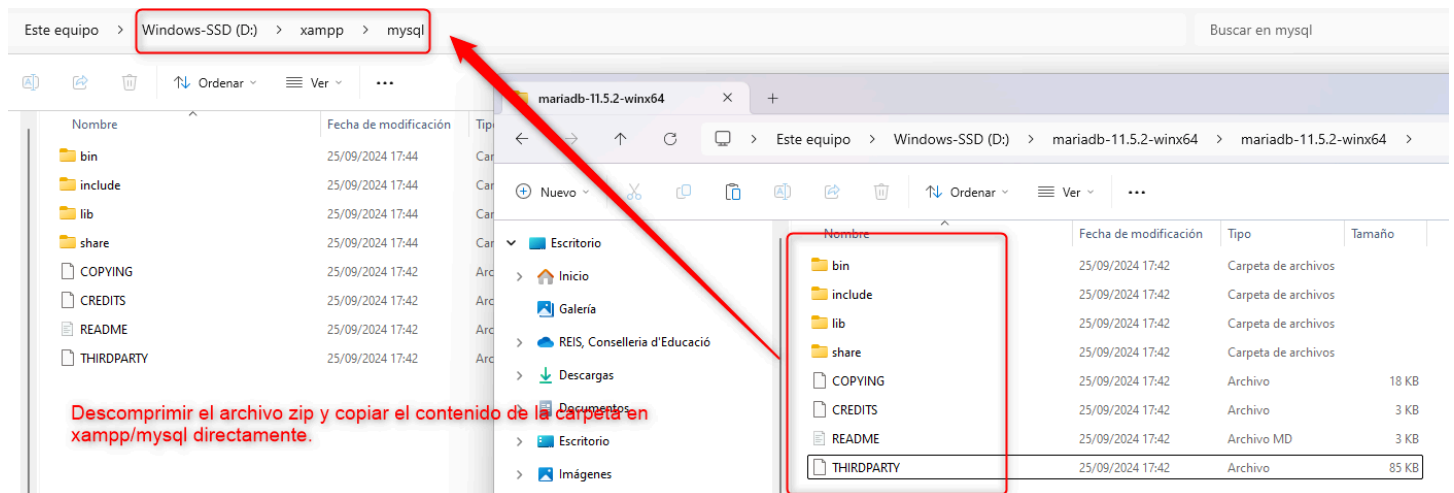 Este equipo > Windows-SSD (D:) > xampp > mysql
Buscar en mysql
Ordenar Ver ...
Nombre Fecha de modificación Tip
bin 25/09/2024 17:44 Car
include 25/09/2024 17:44 Car
lib 25/09/2024 17:44 Car
share 25/09/2024 17:44 Car
COPYING 25/09/2024 17:42 Arc
CREDITS 25/09/2024 17:42 Arc
README 25/09/2024 17:42 Arc
THIRDPARTY 25/09/2024 17:42 Arc
Descomprimir el archivo zip y copiar el contenido de la carpeta en
xampp/mysql directamente.
mariadb-11.5.2-winx64
Este equipo > Windows-SSD (D:) > mariadb-11.5.2-winx64 > mariadb-11.5.2-winx64 >
Nuevo Ordenar Ver ...
Escritorio
Inicio
Galería
REIS, Conselleria d'Educació
Descargas
Documentos
Escritorio
Imágenes
Nombre Fecha de modificación Tipo Tamaño
bin 25/09/2024 17:42 Carpeta de archivos
include 25/09/2024 17:42 Carpeta de archivos
lib 25/09/2024 17:42 Carpeta de archivos
share 25/09/2024 17:42 Carpeta de archivos
COPYING 25/09/2024 17:42 Archivo 18 KB
CREDITS 25/09/2024 17:42 Archivo 3 KB
README 25/09/2024 17:42 Archivo MD 3 KB
THIRDPARTY 25/09/2024 17:42 Archivo 85 KB